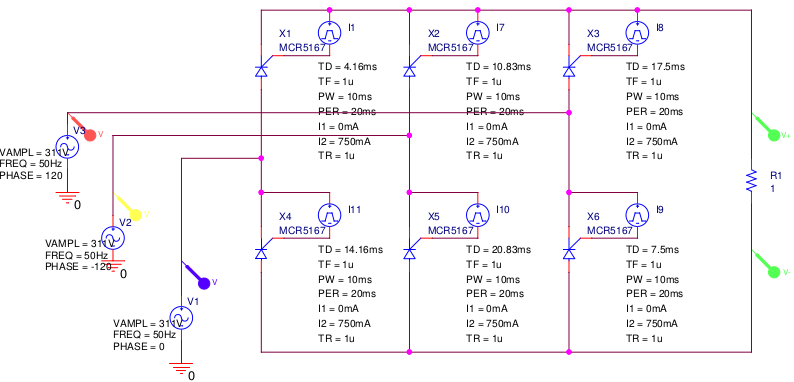 X1
MCR5167
I1
TD = 4.16ms
TF = 1u
PW = 10ms
PER = 20ms
I1 = 0mA
I2 = 750mA
TR = 1u
X2
MCR5167
I7
TD = 10.83ms
TF = 1u
PW = 10ms
PER = 20ms
I1 = 0mA
I2 = 750mA
TR = 1u
X3
MCR5167
I8
TD = 17.5ms
TF = 1u
PW = 10ms
PER = 20ms
I1 = 0mA
I2 = 750mA
TR = 1u
V3
V
VAMPL = 311V
FREQ = 50Hz
PHASE = 120
0
V+
R1
1
V-
V2
V
VAMPL = 311V
FREQ = 50Hz
PHASE = -120
0
V
V1
VAMPL = 311V
FREQ = 50Hz
PHASE = 0
0
X4
MCR5167
I11
TD = 14.16ms
TF = 1u
PW = 10ms
PER = 20ms
I1 = 0mA
I2 = 750mA
TR = 1u
X5
MCR5167
I10
TD = 20.83ms
TF = 1u
PW = 10ms
PER = 20ms
I1 = 0mA
I2 = 750mA
TR = 1u
X6
MCR5167
I9
TD = 7.5ms
TF = 1u
PW = 10ms
PER = 20ms
I1 = 0mA
I2 = 750mA
TR = 1u